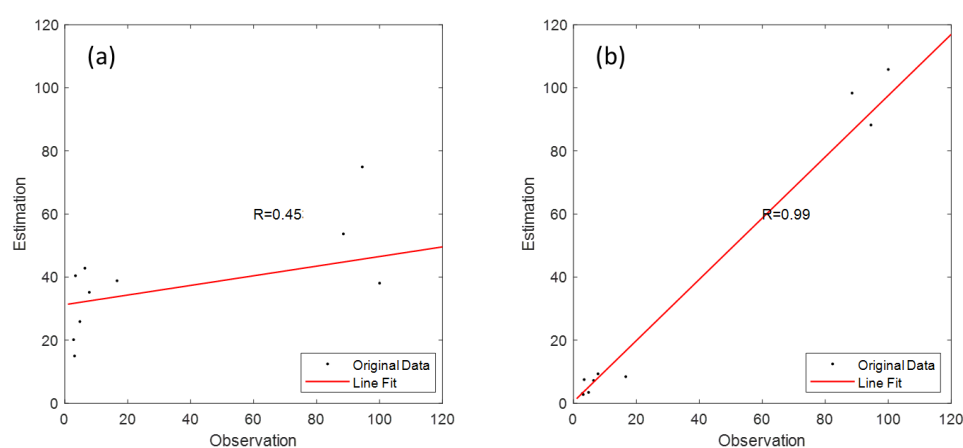 (a)
120
100
80
60
40
20
0
Estimation
R=0.45
Original Data
Line Fit
0 20 40 60 80 100 120
Observation
(b)
120
100
80
60
40
20
0
Estimation
R=0.99
Original Data
Line Fit
0 20 40 60 80 100 120
Observation